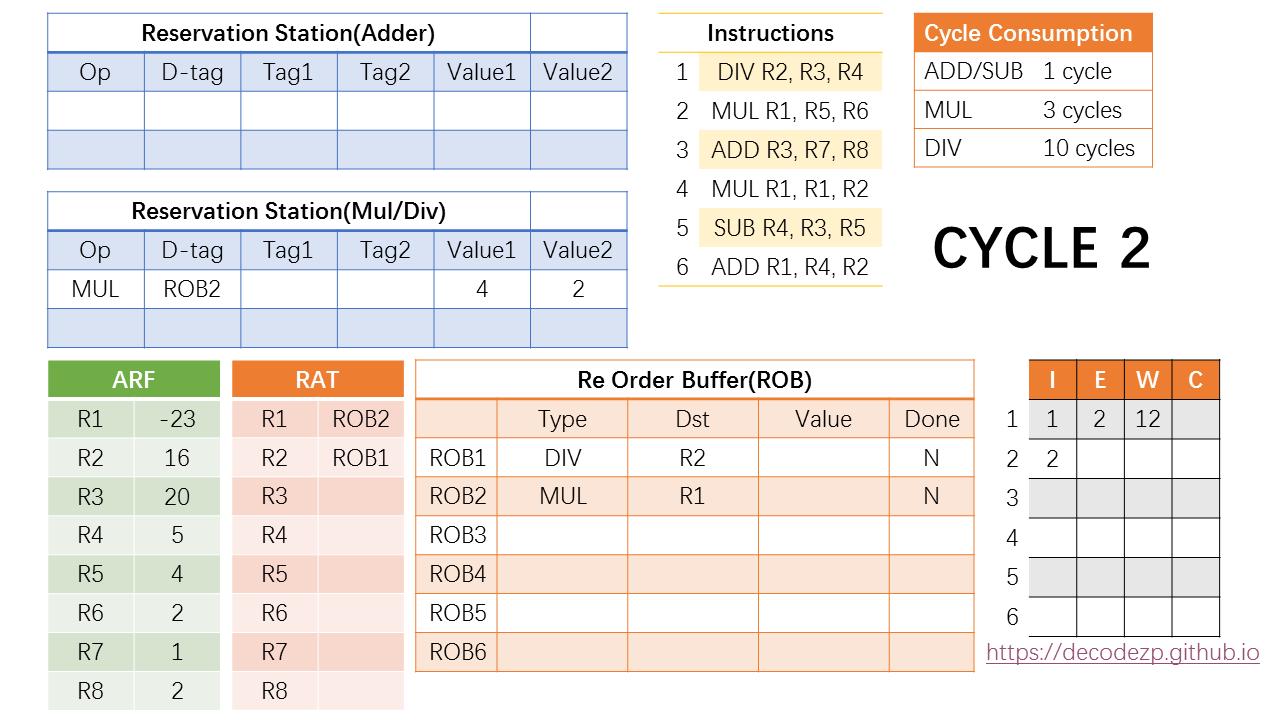 Reservation Station(Adder)
Op D-tag Tag1 Tag2 Value1 Value2
Reservation Station(Mul/Div)
Op D-tag Tag1 Tag2 Value1 Value2
MUL ROB2 4 2
Instructions
1 DIV R2, R3, R4
2 MUL R1, R5, R6
3 ADD R3, R7, R8
4 MUL R1, R1, R2
5 SUB R4, R3, R5
6 ADD R1, R4, R2
Cycle Consumption
ADD/SUB 1 cycle
MUL 3 cycles
DIV 10 cycles
CYCLE 2
ARF
R1 -23
R2 16
R3 20
R4 5
R5 4
R6 2
R7 1
R8 2
RAT
R1 ROB2
R2 ROB1
R3
R4
R5
R6
R7
R8
Re Order Buffer(ROB)
Type Dst Value Done
ROB1 DIV R2 N
ROB2 MUL R1 N
ROB3
ROB4
ROB5
ROB6
I E W C
1 1 2 12
2 2
3
4
5
6
https://decodezp.github.io